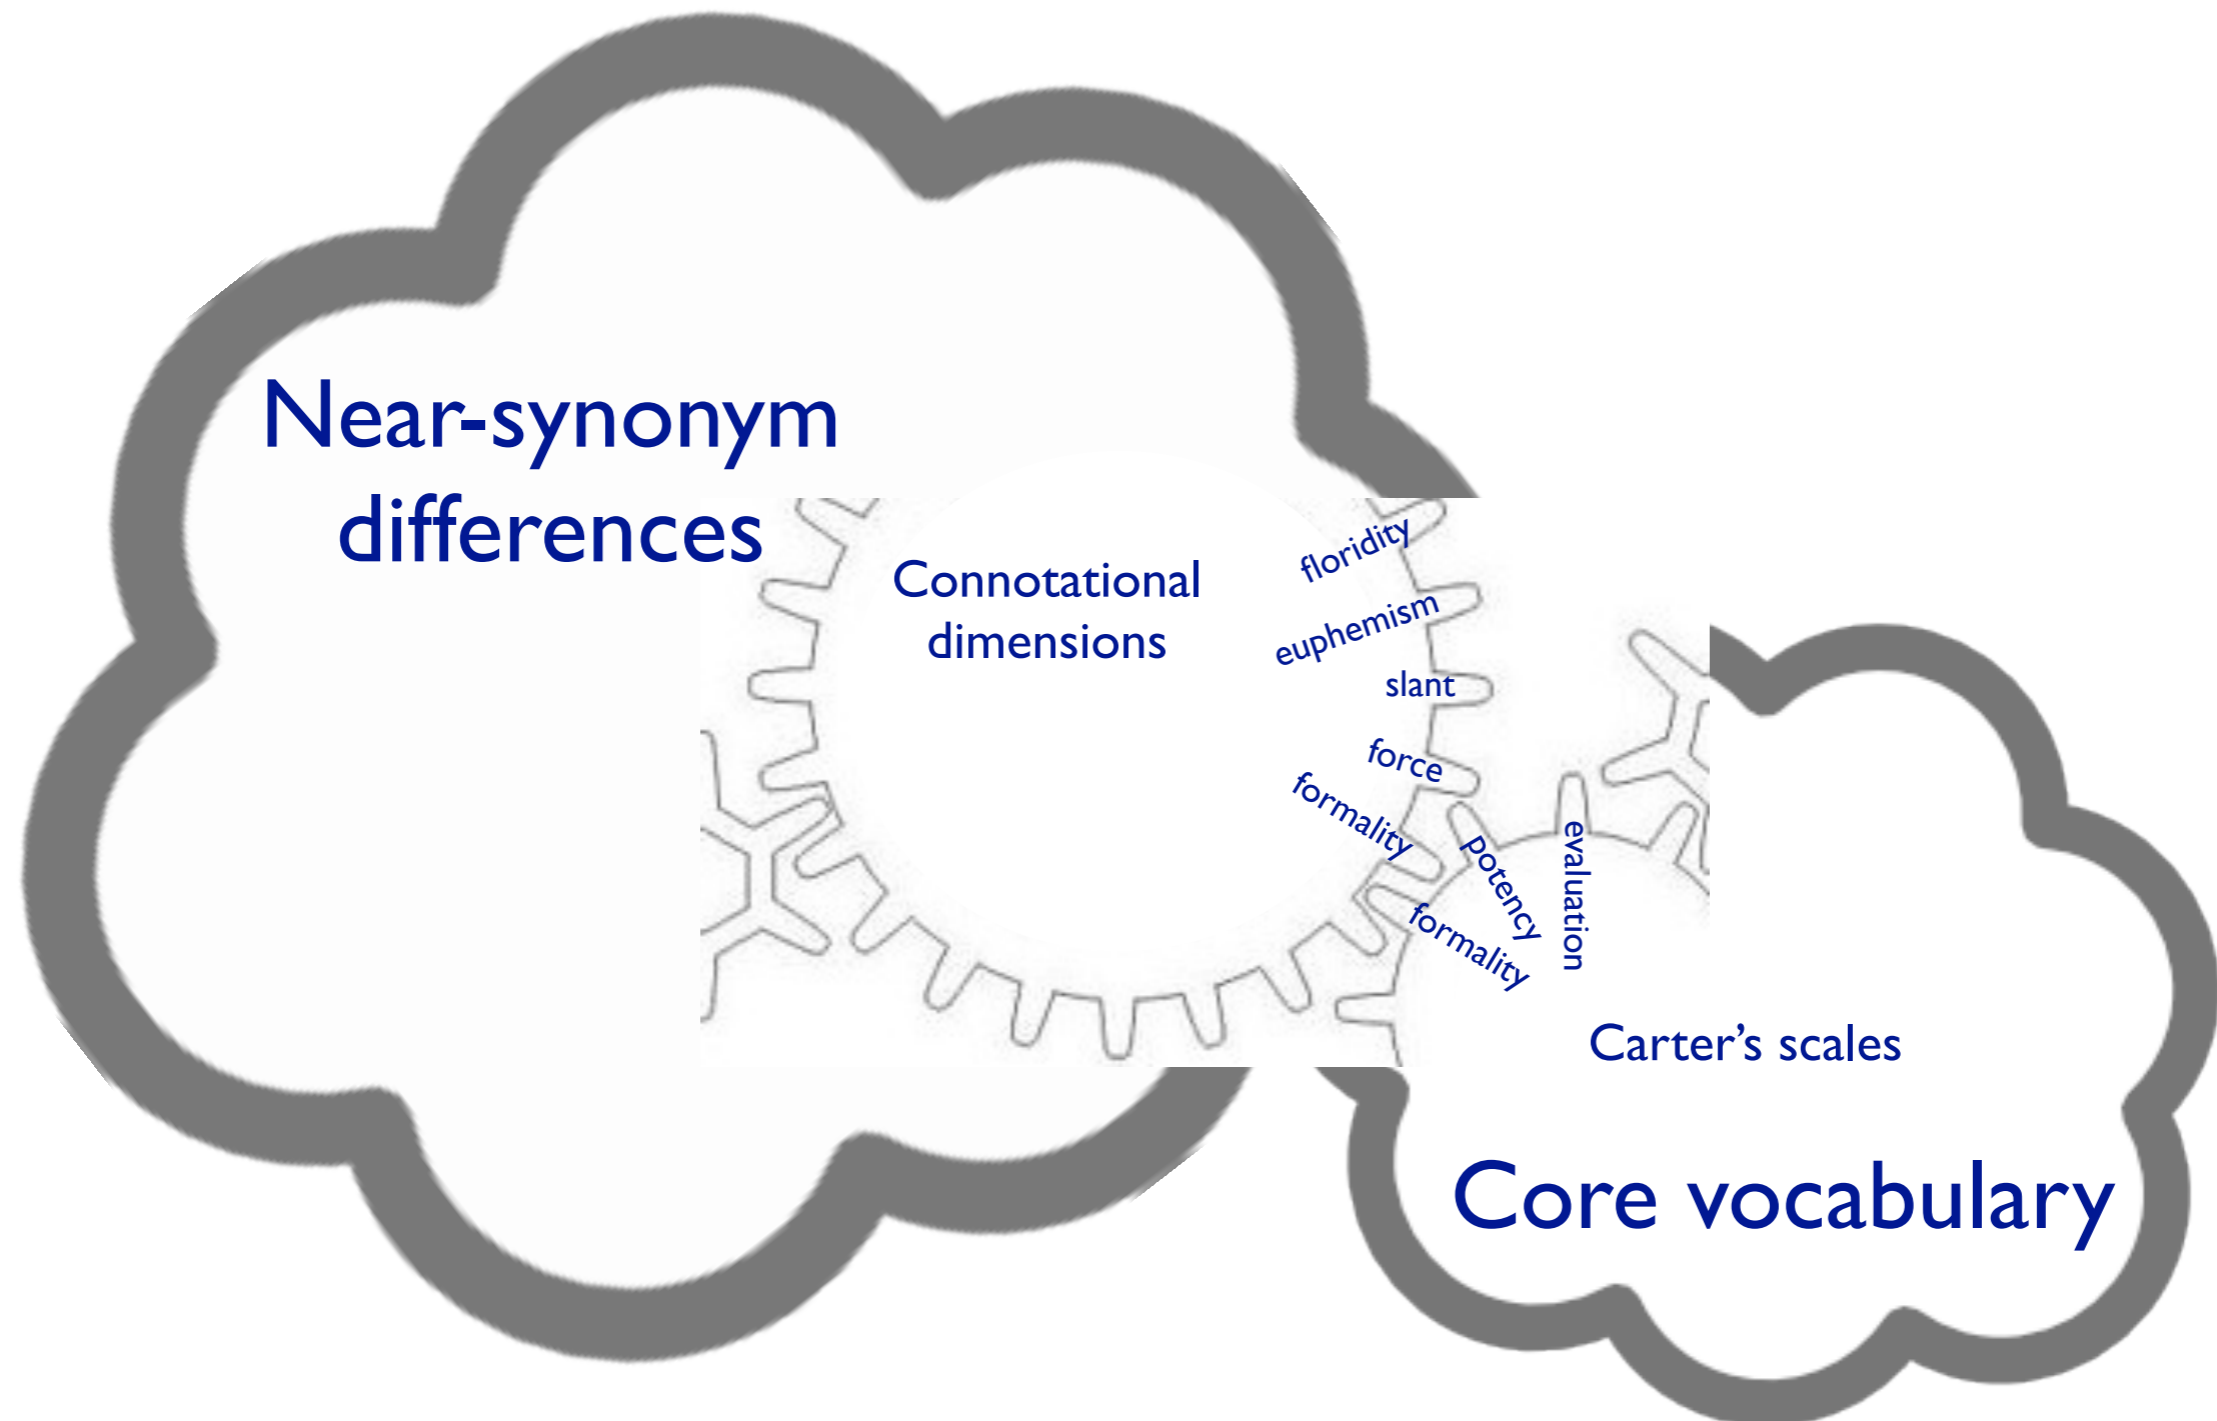 Near-synonym
differences
Connotational
dimensions
floridity
euphemism
slant
force
formality
potency
evaluation
formality
Carter’s scales
Core vocabulary